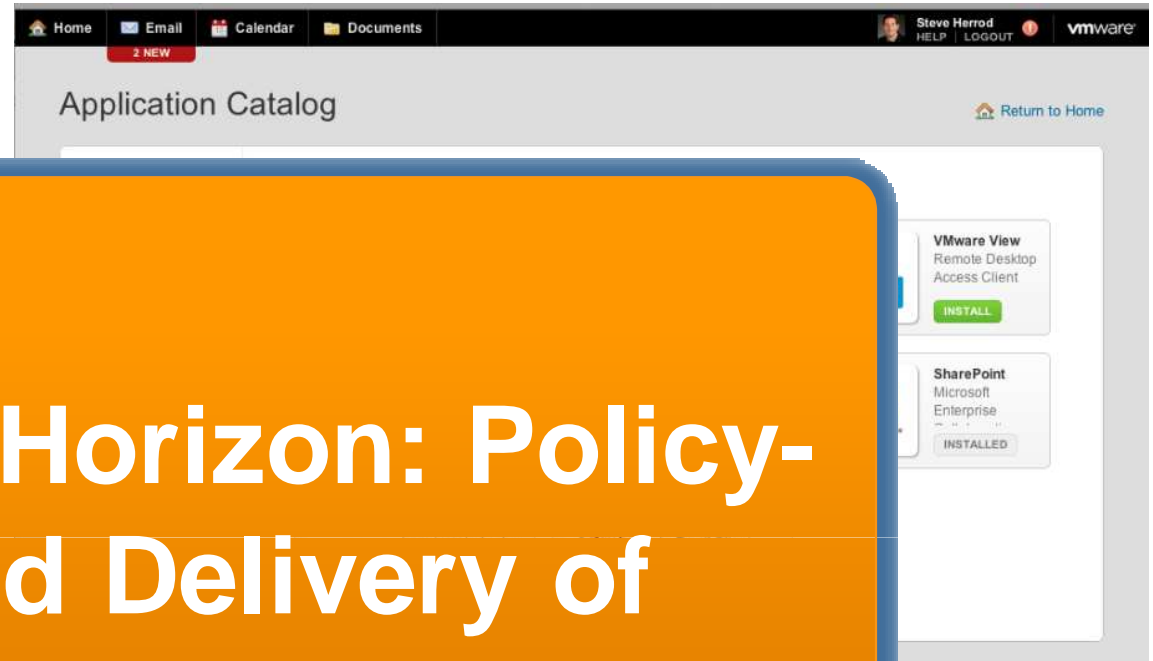 Home Email Calendar Documents Steve Herrod
HELP | LOGOUT vmware
2 NEW
Application Catalog
Return to Home
VMware View
Remote Desktop
Access Client
INSTALL
SharePoint
Microsoft
Enterprise
INSTALLED
Horizon: Policy-
d Delivery of